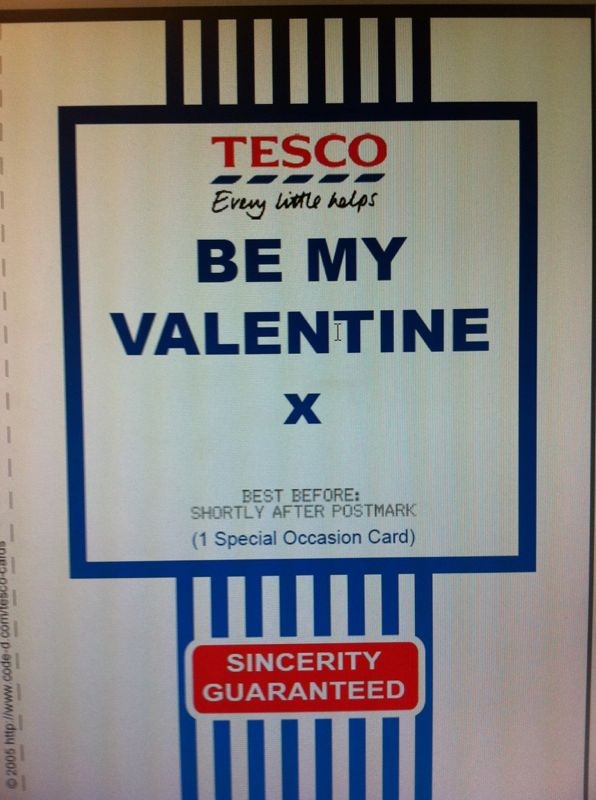 TESCO
Every little helps
BE MY
VALENTINE
x
BEST BEFORE:
SHORTLY AFTER POSTMARK
(1 Special Occasion Card)
SINCERITY
GUARANTEED
© 2005 http://www.code-d.com/tesco-cards